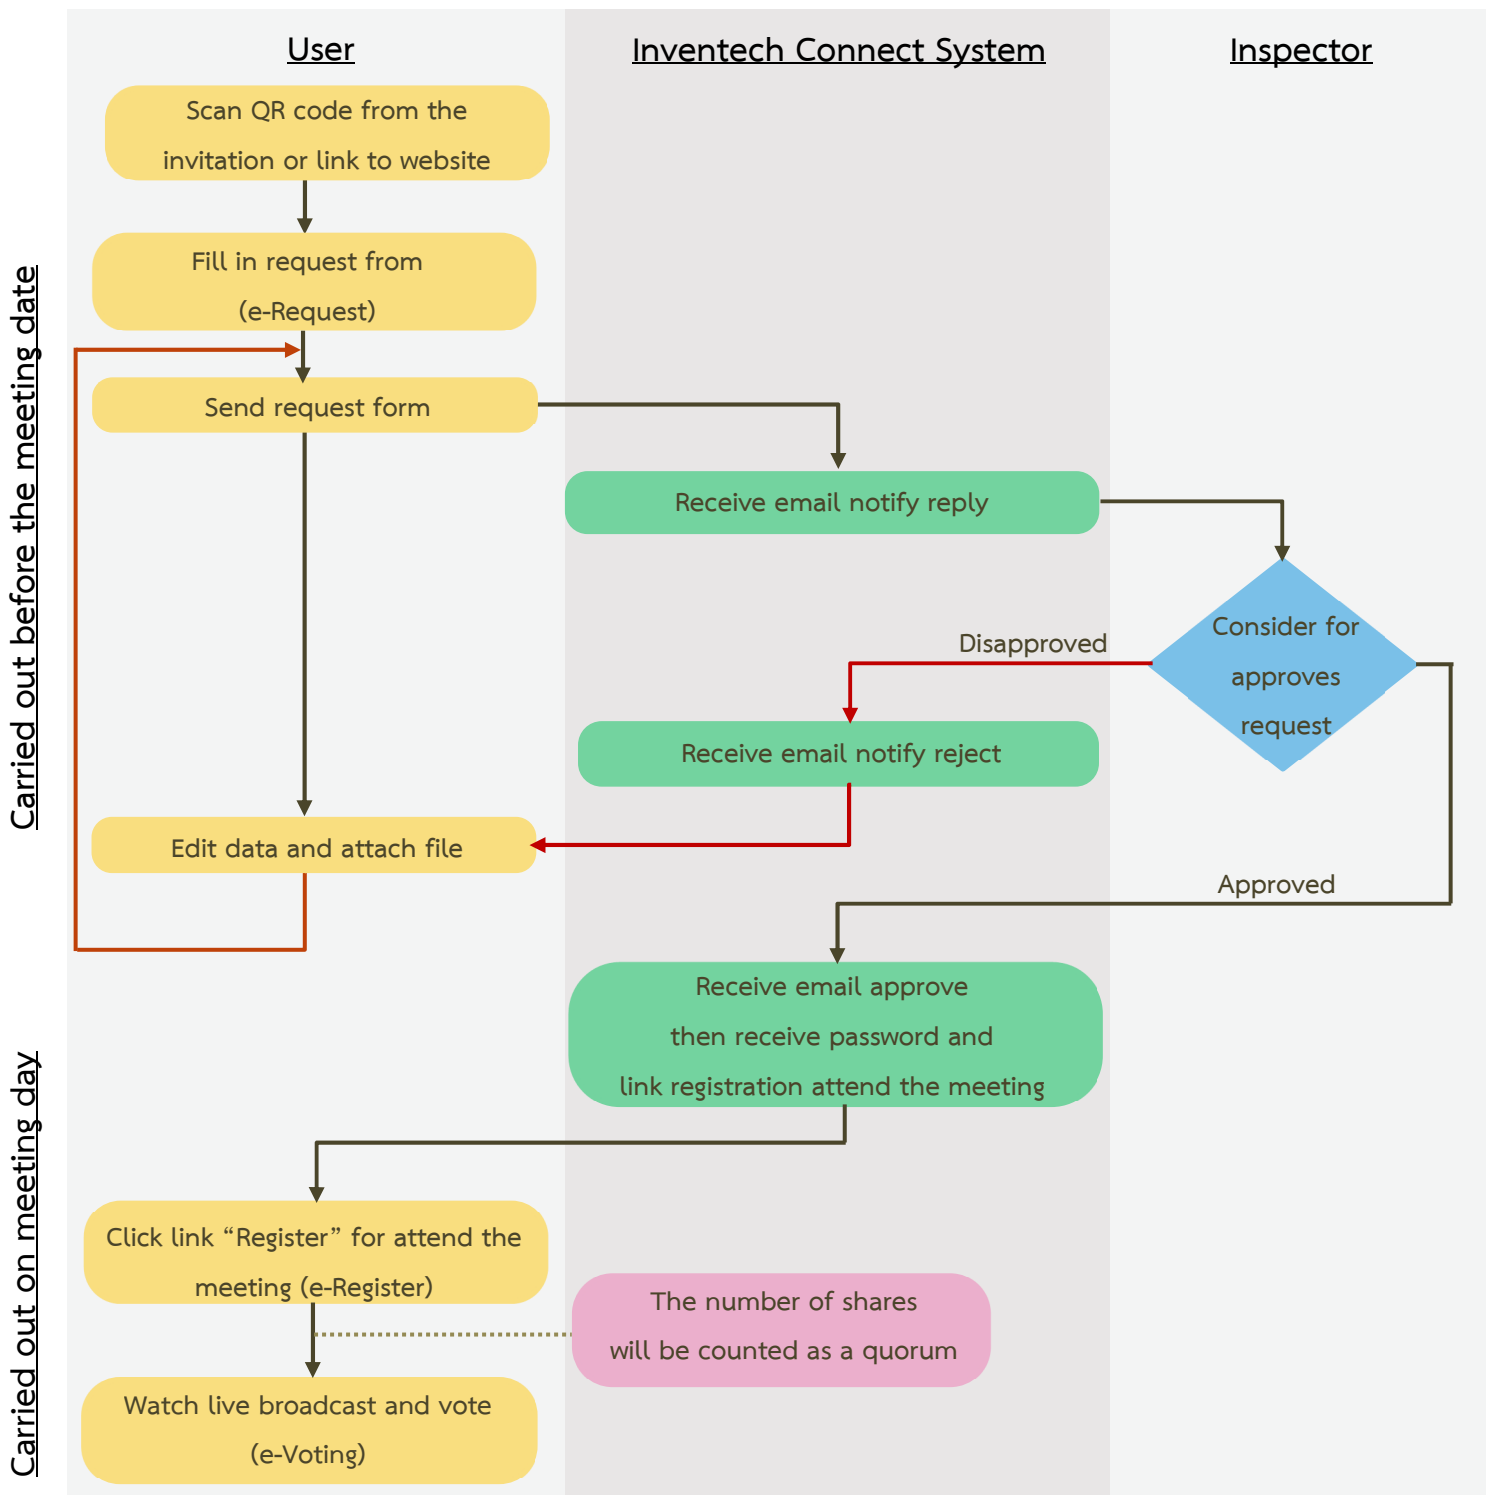 User
Inventech Connect System
Inspector
Scan QR code from the
invitation or link to website
Fill in request from
(e-Request)
Send request form
Receive email notify reply
Consider for
approves
request
Disapproved
Receive email notify reject
Edit data and attach file
Approved
Receive email approve
then receive password and
link registration attend the meeting
Click link “Register” for attend the
meeting (e-Register)
The number of shares
will be counted as a quorum
Watch live broadcast and vote
(e-Voting)
Carried out before the meeting date
Carried out on meeting day